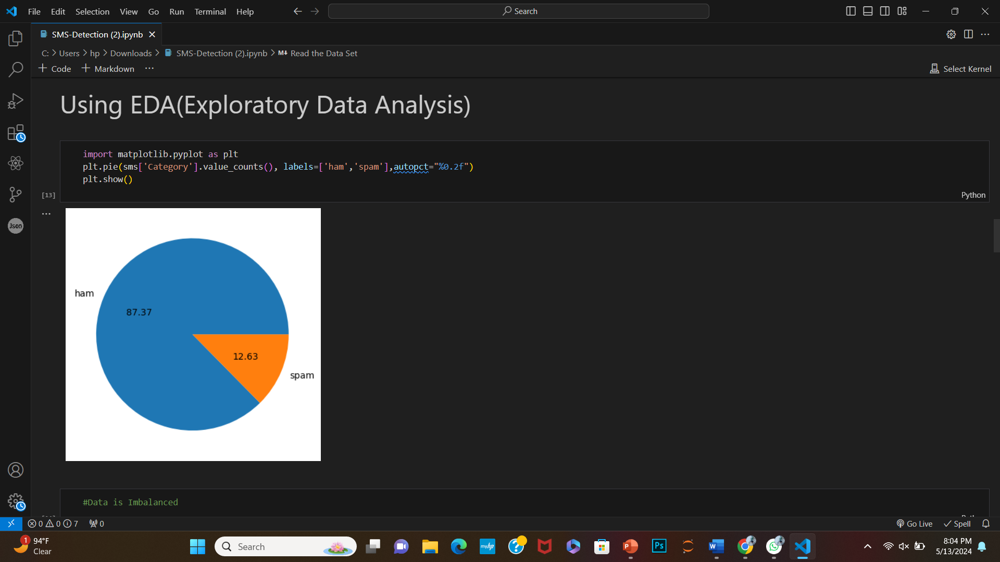 File Edit Selection View Go Run Terminal Help
Search
SMS-Detection (2).ipynb
C: > Users > hp > Downloads > SMS-Detection (2).ipynb > M↓ Read the Data Set
+ Code + Markdown ...
Select Kernel
Using EDA(Exploratory Data Analysis)
import matplotlib.pyplot as plt
plt.pie(sms['Category'].value_counts(), labels=['ham','spam'],autopct="%0.2f")
plt.show()
[13]
Python
...
ham
87.37
12.63
spam
#Data is Imbalanced
Json
0 0 7 0
Go Live Spell
1
94°F
Clear
Search
myhp
P
Ps
W
8:04 PM
5/13/2024